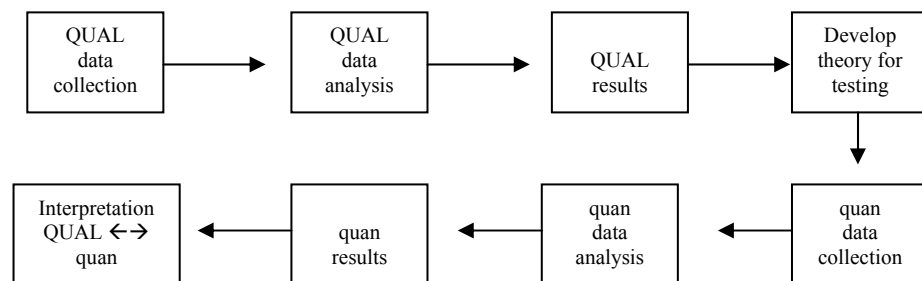 QUAL
data
collection
QUAL
data
analysis
QUAL
results
Develop
theory for
testing
quan
data
collection
quan
data
analysis
quan
results
Interpretation
QUAL ←→
quan